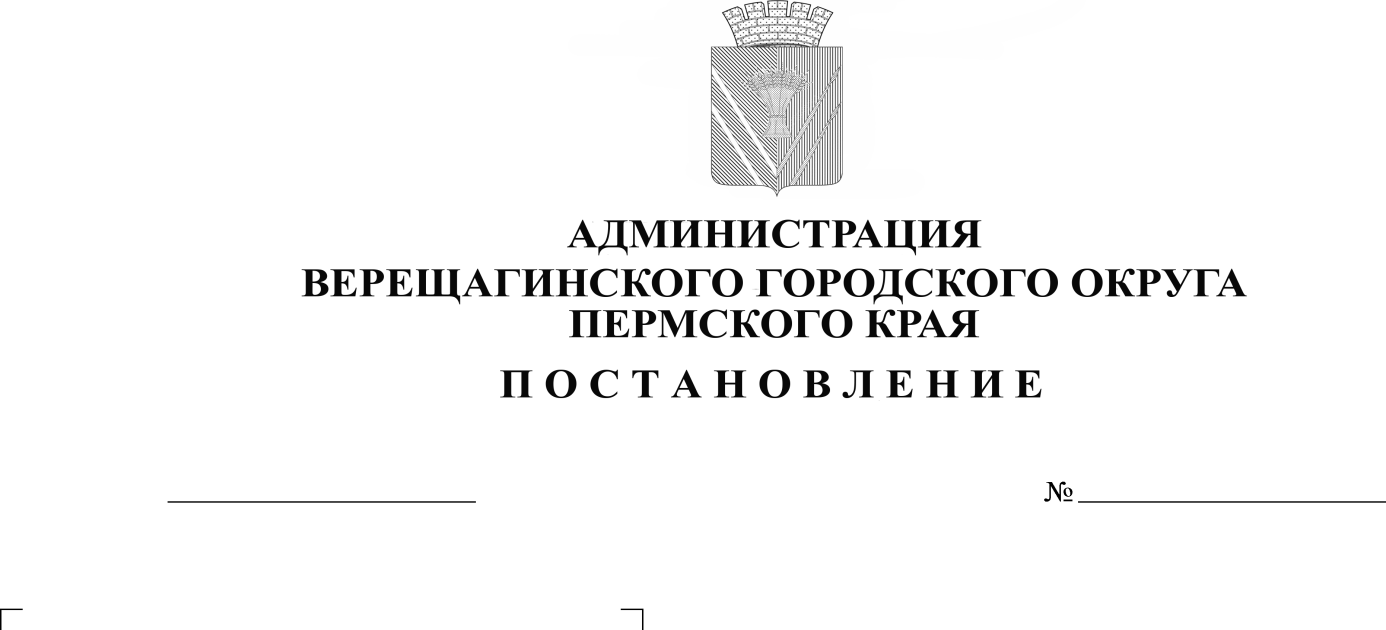 АДМИНИСТРАЦИЯ
ВЕРЕЩАГИНСКОГО ГОРОДСКОГО ОКРУГА
ПЕРМСКОГО КРАЯ
П О С Т А Н О В Л Е Н И Е
№